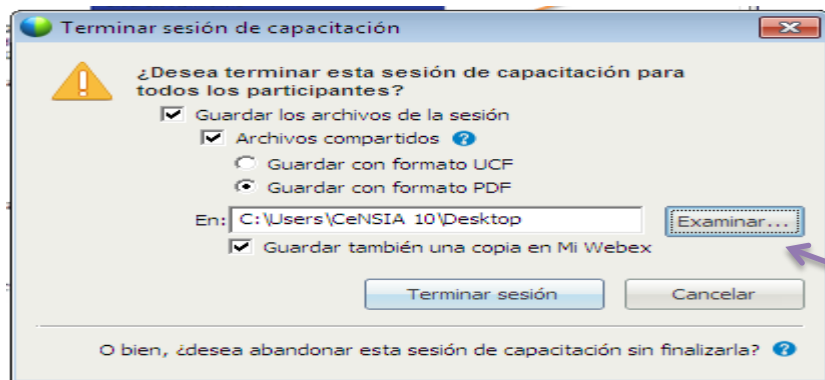 Terminar sesión de capacitación
¿Desea terminar esta sesión de capacitación para
todos los participantes?
Guardar los archivos de la sesión
Archivos compartidos
Guardar con formato UCF
Guardar con formato PDF
En: C:\Users\CeNSIA 10\Desktop Examinar...
Guardar también una copia en Mi Webex
Terminar sesión Cancelar
O bien, ¿desea abandonar esta sesión de capacitación sin finalizarla?